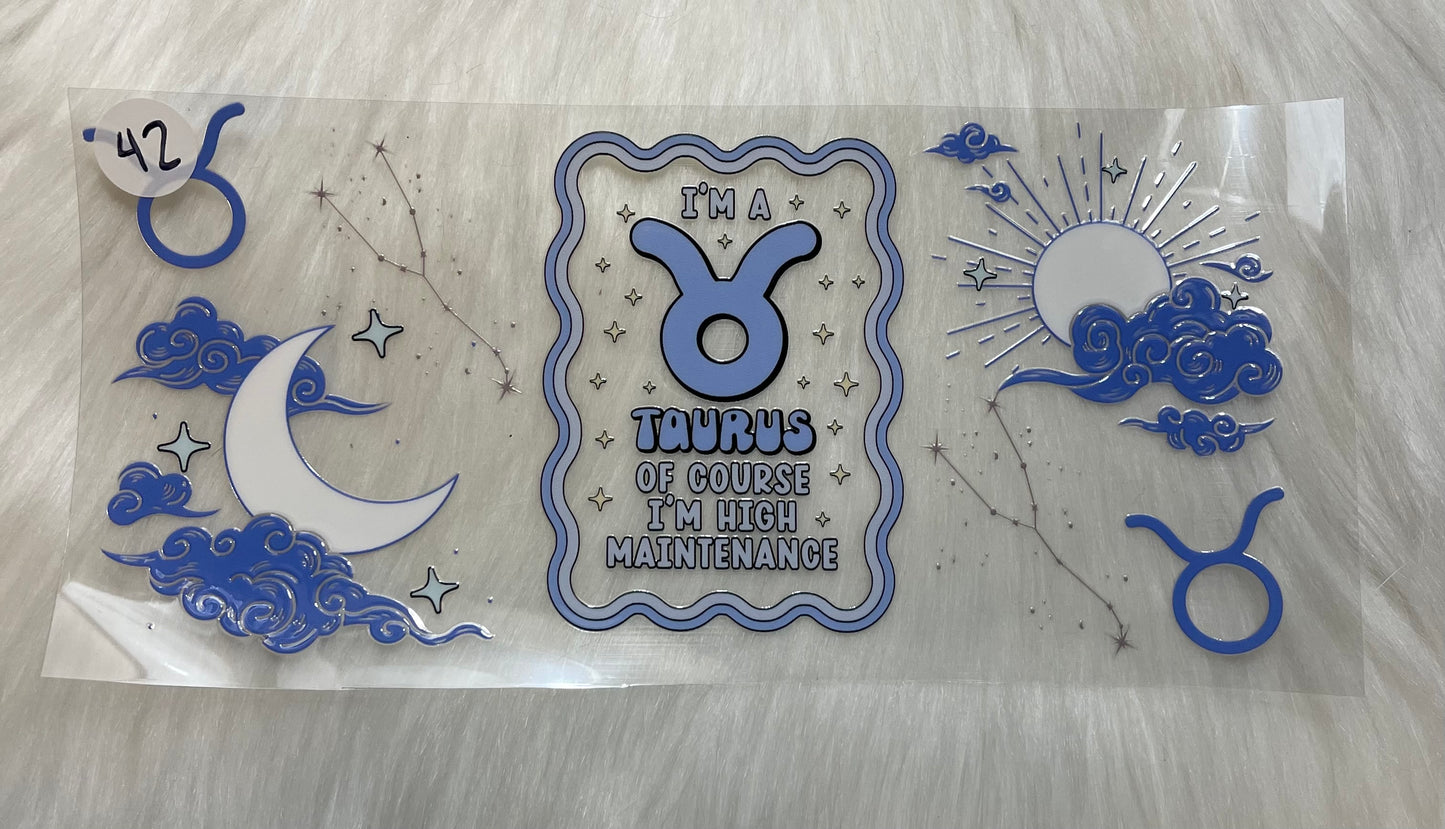 42
I'M A
TAURUS
OF COURSE
I'M HIGH
MAINTENANCE